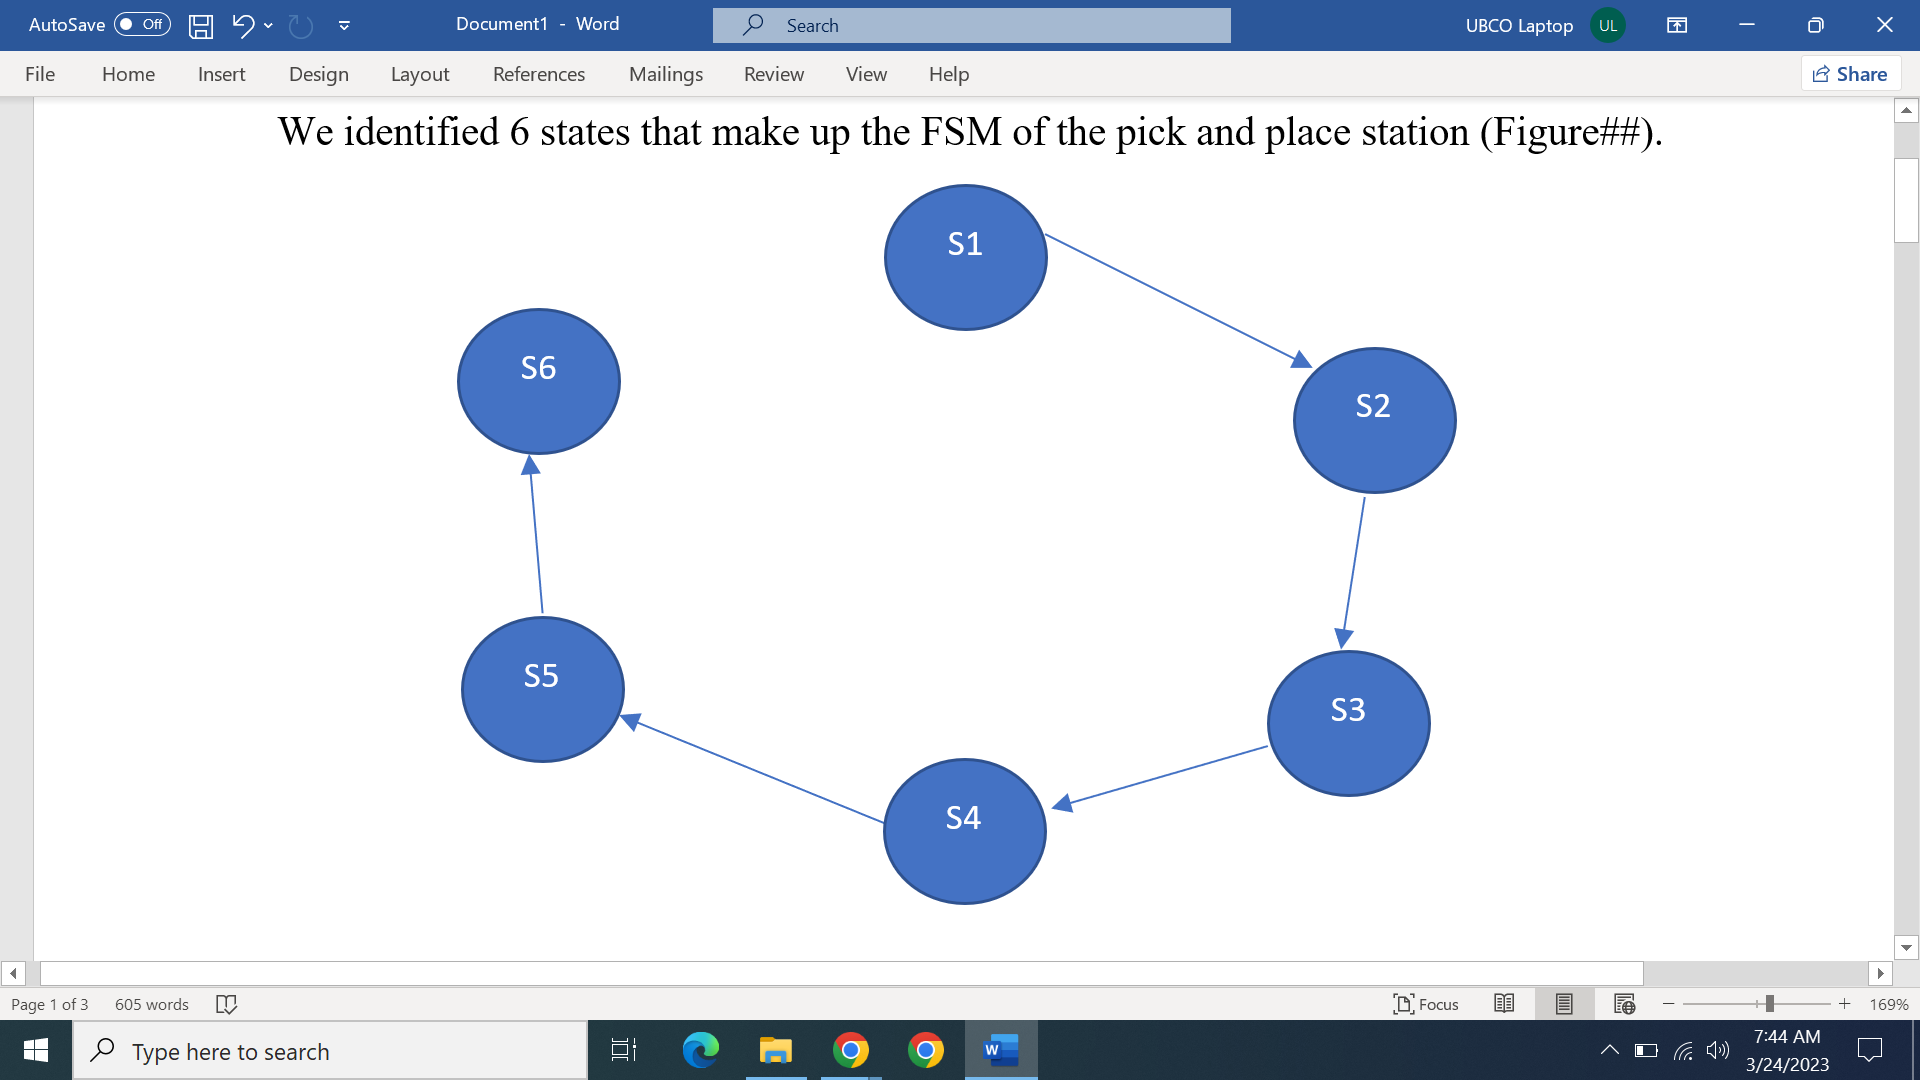 AutoSave Off Document1 - Word Search UBCO Laptop UL
File Home Insert Design Layout References Mailings Review View Help Share
We identified 6 states that make up the FSM of the pick and place station (Figure##).
S1
S6
S2
S5
S3
S4
Page 1 of 3 605 words Focus 169%
Type here to search W 7:44 AM
3/24/2023